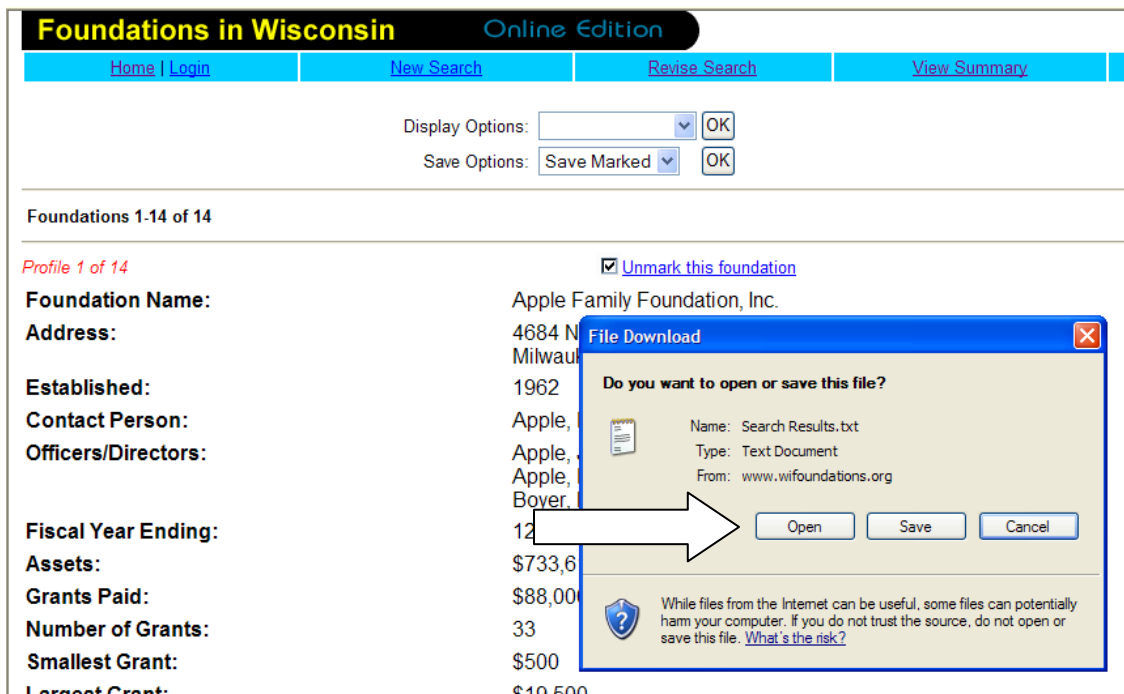 Foundations in Wisconsin Online Edition
Home | Login New Search Revise Search View Summary
Display Options: OK
Save Options: Save Marked OK
Foundations 1-14 of 14
Profile 1 of 14 Unmark this foundation
Foundation Name: Apple Family Foundation, Inc.
Address: 4684 N
Established: 1962
Contact Person: Apple,
Officers/Directors: Apple,
Apple,
Boyer,
Fiscal Year Ending: 12
Assets: $733,6
Grants Paid: $88,000
Number of Grants: 33
Smallest Grant: $500
Largest Grant: $19,500
File Download
Do you want to open or save this file?
Name: Search Results.txt
Type: Text Document
From: www.wifoundations.org
Open Save Cancel
While files from the Internet can be useful, some files can potentially
harm your computer. If you do not trust the source, do not open or
save this file. What's the risk?